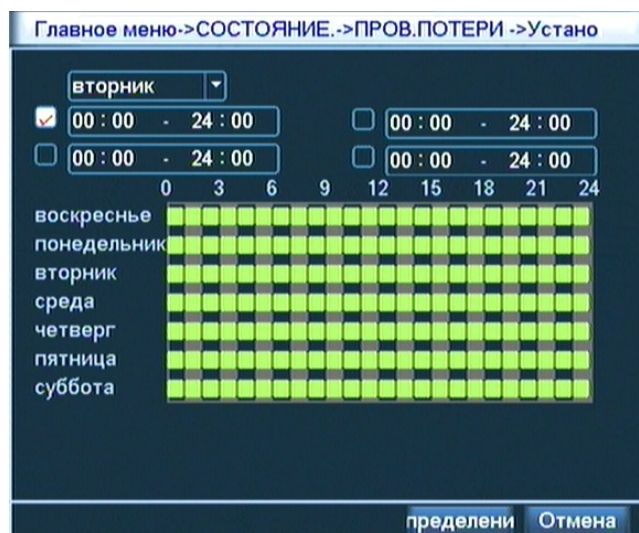 Главное меню->СОСТОЯНИЕ.->ПРОВ.ПОТЕРИ ->Устано
вторник
00 : 00 - 24 : 00 00 : 00 - 24 : 00
00 : 00 - 24 : 00 00 : 00 - 24 : 00
0 3 6 9 12 15 18 21 24
воскресенье
понедельник
вторник
среда
четверг
пятница
суббота
пределени Отмена